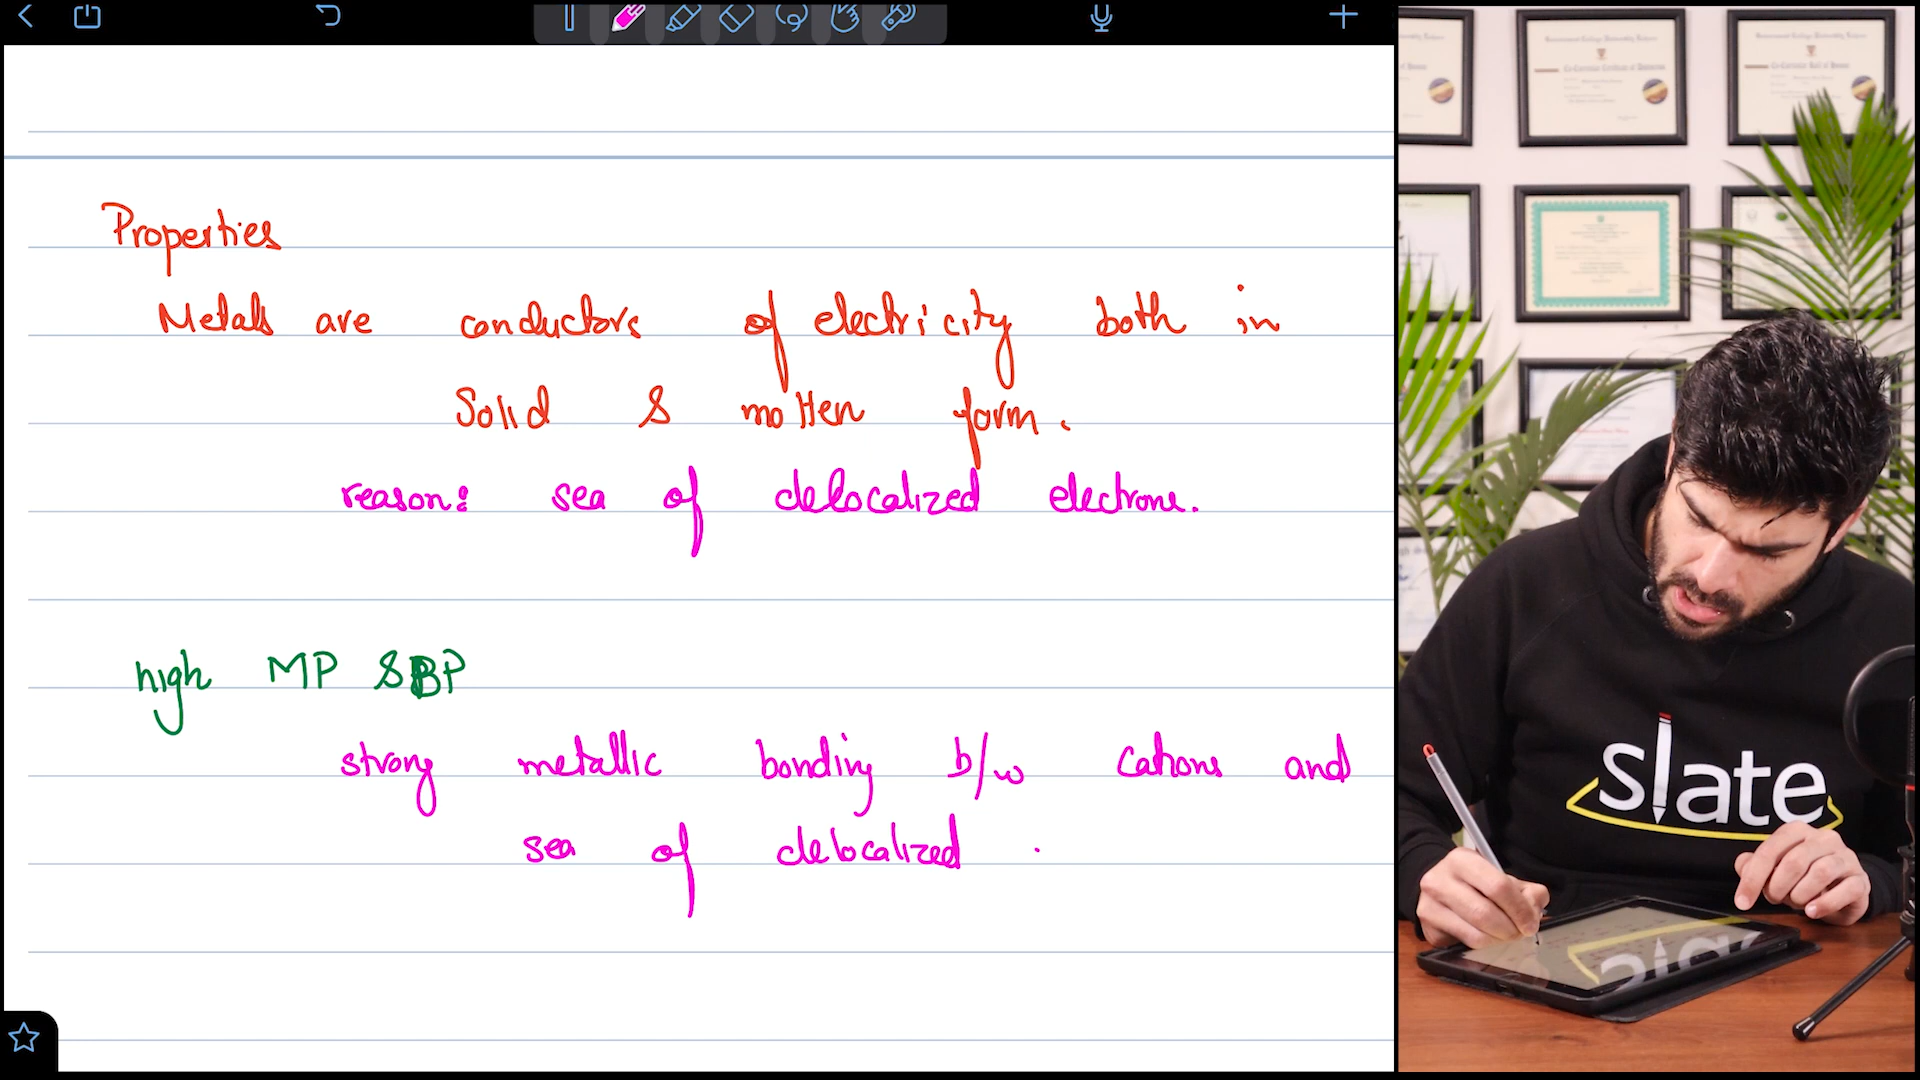 Properties
Metals are conductors of electricity both in
Solid & molten form.
reason: sea of delocalized electrons.
high MP & BP
strong metallic bonding b/w cations and
sea of delocalized .
slate